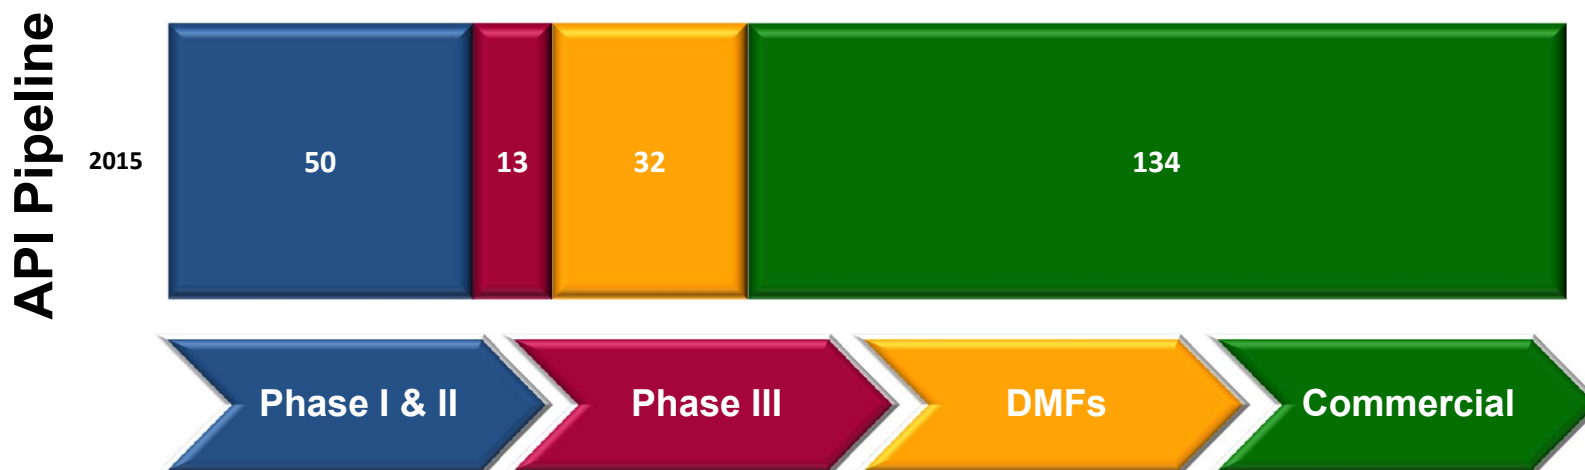 API Pipeline
2015
50
13
32
134
Phase I & II
Phase III
DMFs
Commercial